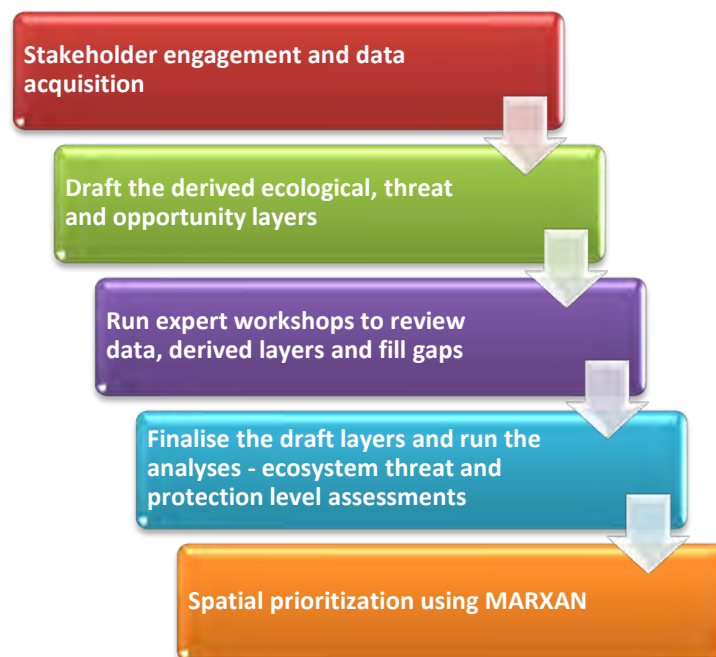 Stakeholder engagement and data
acquisition
Draft the derived ecological, threat
and opportunity layers
Run expert workshops to review
data, derived layers and fill gaps
Finalise the draft layers and run the
analyses - ecosystem threat and
protection level assessments
Spatial prioritization using MARXAN